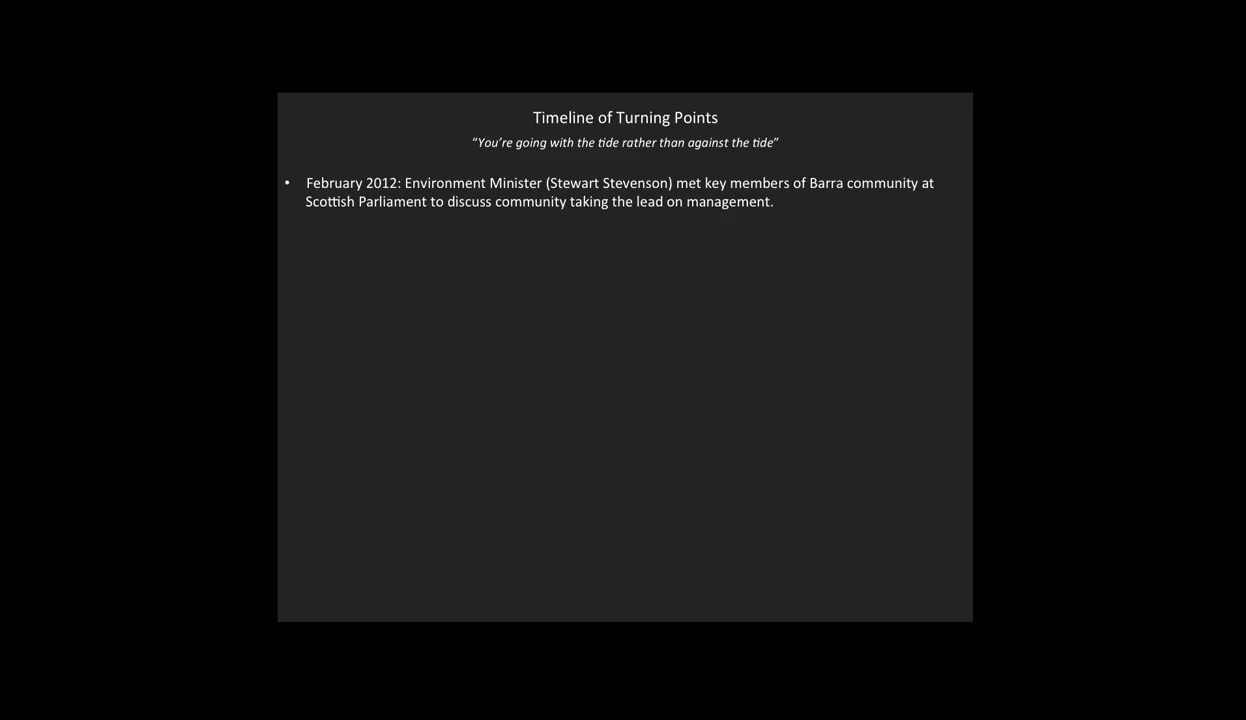 Timeline of Turning Points
“You’re going with the tide rather than against the tide”
• February 2012: Environment Minister (Stewart Stevenson) met key members of Barra community at
Scottish Parliament to discuss community taking the lead on management.